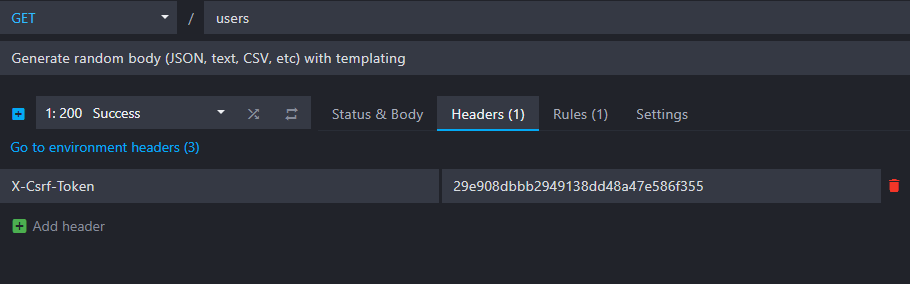 GET / users
Generate random body (JSON, text, CSV, etc) with templating
1: 200 Success Status & Body Headers (1) Rules (1) Settings
Go to environment headers (3)
X-Csrf-Token 29e908dbbb2949138dd48a47e586f355
Add header